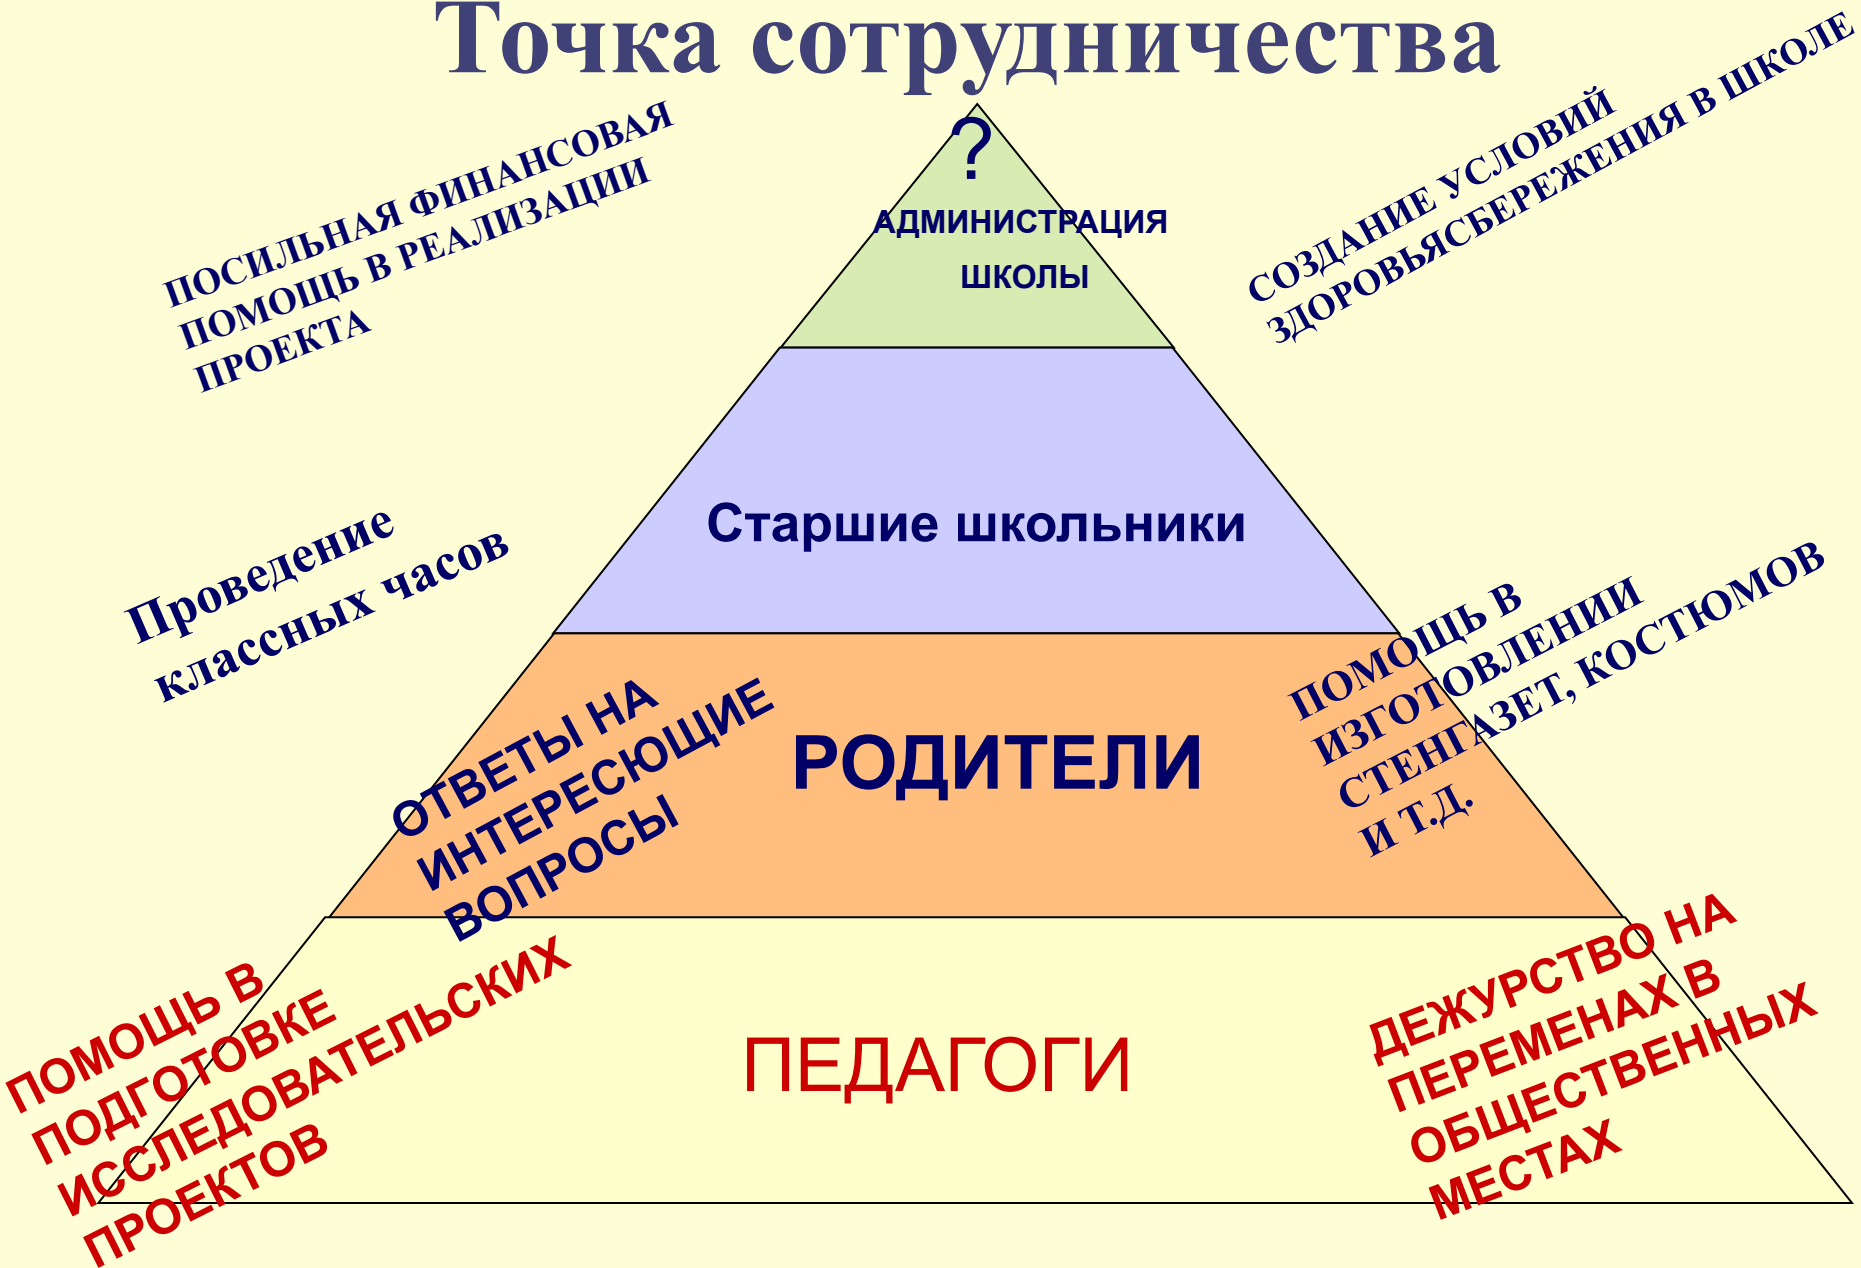 Точка сотрудничества
ПОСИЛЬНАЯ ФИНАНСОВАЯ
ПОМОЩЬ В РЕАЛИЗАЦИИ
ПРОЕКТА
?
АДМИНИСТРАЦИЯ
ШКОЛЫ
СОЗДАНИЕ УСЛОВИЙ
ЗДОРОВЬЯСБЕРЕЖЕНИЯ В ШКОЛЕ
Проведение
классных часов
Старшие школьники
ПОМОЩЬ В
ИЗГОТОВЛЕНИИ
СТЕНГАЗЕТ, КОСТЮМОВ
И Т.Д.
ОТВЕТЫ НА
ИНТЕРЕСЮЩИЕ
ВОПРОСЫ
РОДИТЕЛИ
ПОМОЩЬ В
ПОДГОТОВКЕ
ИССЛЕДОВАТЕЛЬСКИХ
ПРОЕКТОВ
ПЕДАГОГИ
ДЕЖУРСТВО НА
ПЕРЕМЕНАХ В
ОБЩЕСТВЕННЫХ
МЕСТАХ